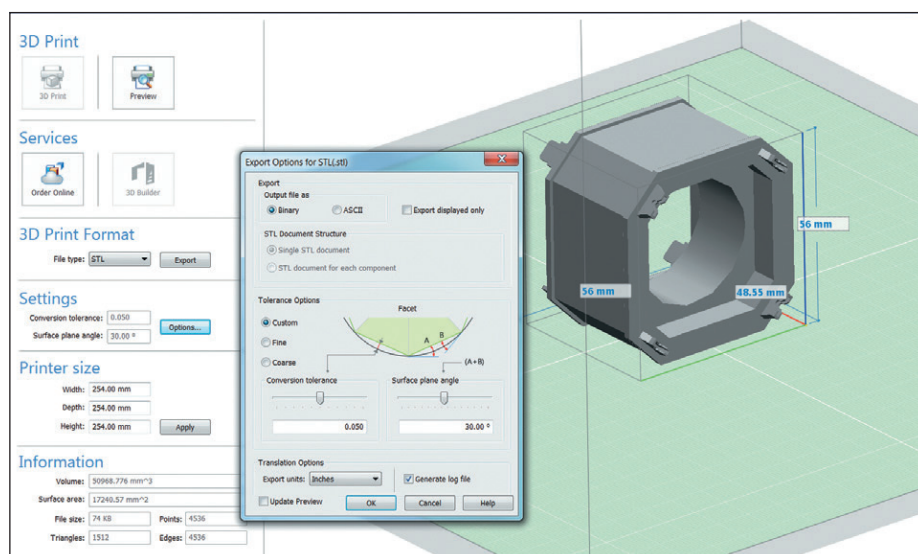 3D Print
3D Print
Preview
Services
Order Online
3D Builder
3D Print Format
File type: STL Export
Settings
Conversion tolerance: 0.050
Surface plane angle: 30.00 º
Options...
Printer size
Width: 254.00 mm
Depth: 254.00 mm
Height: 254.00 mm Apply
Information
Volume: 50968.776 mm^3
Surface area: 17240.57 mm^2
File size: 74 KB Points: 4536
Triangles: 1512 Edges: 4536
Export Options for STL(.stl)
Export
Output file as
Binary ASCII Export displayed only
STL Document Structure
Single STL document
STL document for each component
Tolerance Options
Facet
Custom
Fine
Coarse
A B
(A+B)
Conversion tolerance Surface plane angle
0.050 30.00 º
Translation Options
Export units: Inches Generate log file
Update Preview OK Cancel Help
56 mm
56 mm
48.55 mm